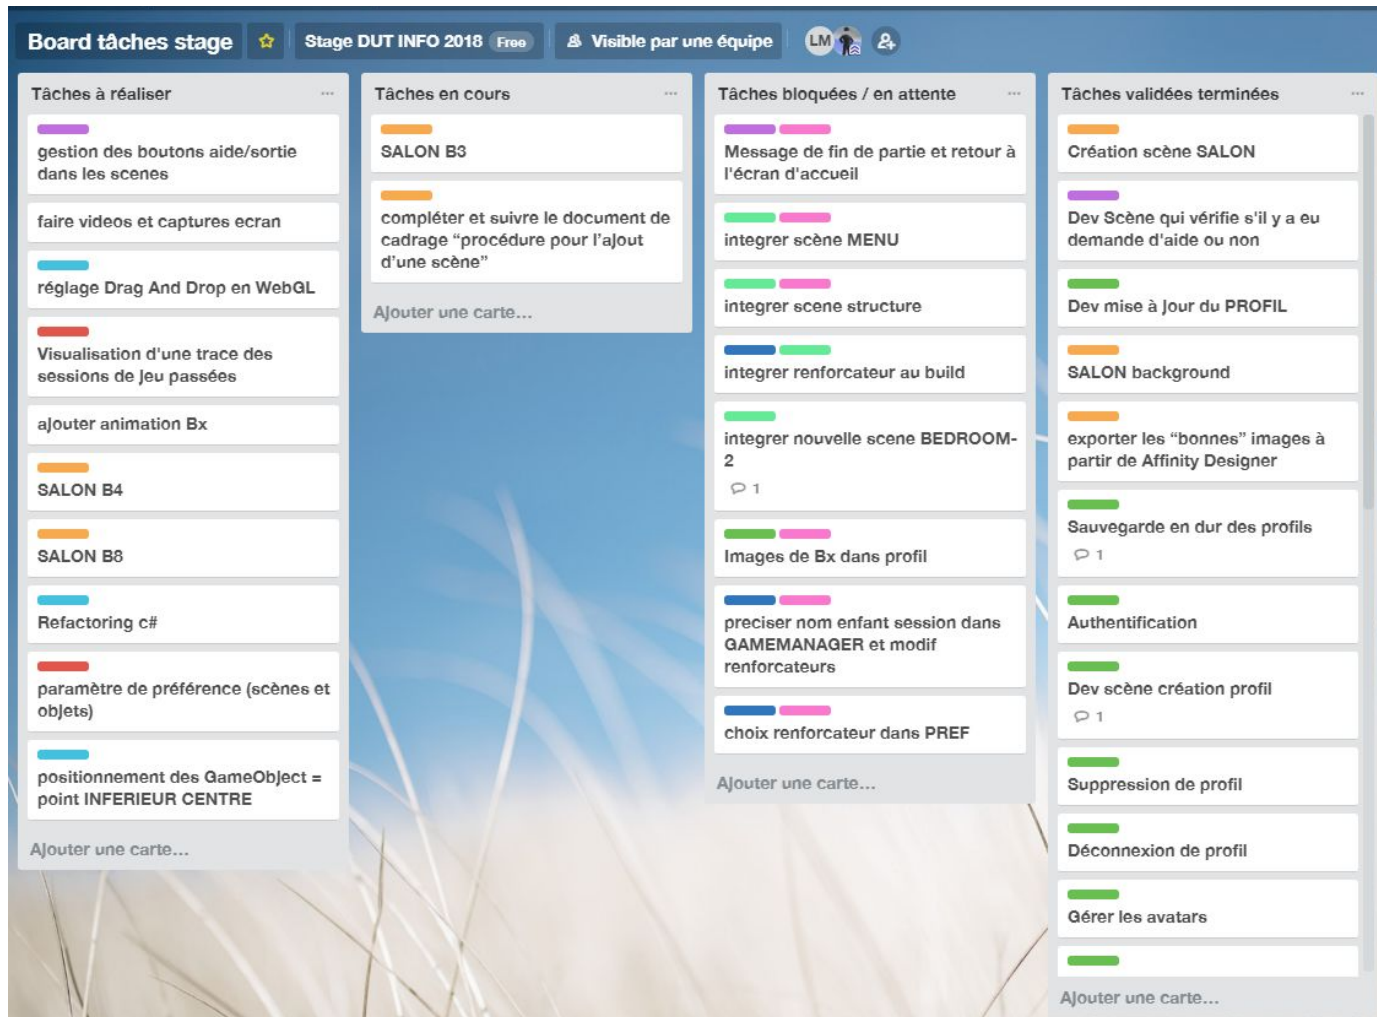 Board tâches stage
Stage DUT INFO 2018 Free
Visible par une équipe
LM
Tâches à réaliser
gestion des boutons aide/sortie
dans les scenes
faire videos et captures ecran
réglage Drag And Drop en WebGL
Visualisation d'une trace des
sessions de jeu passées
ajouter animation Bx
SALON B4
SALON B8
Refactoring c#
paramètre de préférence (scènes et
objets)
positionnement des GameObject =
point INFERIEUR CENTRE
Ajouter une carte...
Tâches en cours
SALON B3
compléter et suivre le document de
cadrage “procédure pour l’ajout
d’une scène”
Ajouter une carte...
Tâches bloquées / en attente
Message de fin de partie et retour à
l'écran d'accueil
integrer scène MENU
integrer scene structure
integrer renforcateur au build
integrer nouvelle scene BEDROOM-
2
1
Images de Bx dans profil
preciser nom enfant session dans
GAMEMANAGER et modif
renforcateurs
choix renforcateur dans PREF
Ajouter une carte...
Tâches validées terminées
Création scène SALON
Dev Scène qui vérifie s'il y a eu
demande d'aide ou non
Dev mise à jour du PROFIL
SALON background
exporter les “bonnes” images à
partir de Affinity Designer
Sauvegarde en dur des profils
1
Authentification
Dev scène création profil
1
Suppression de profil
Déconnexion de profil
Gérer les avatars
Ajouter une carte...